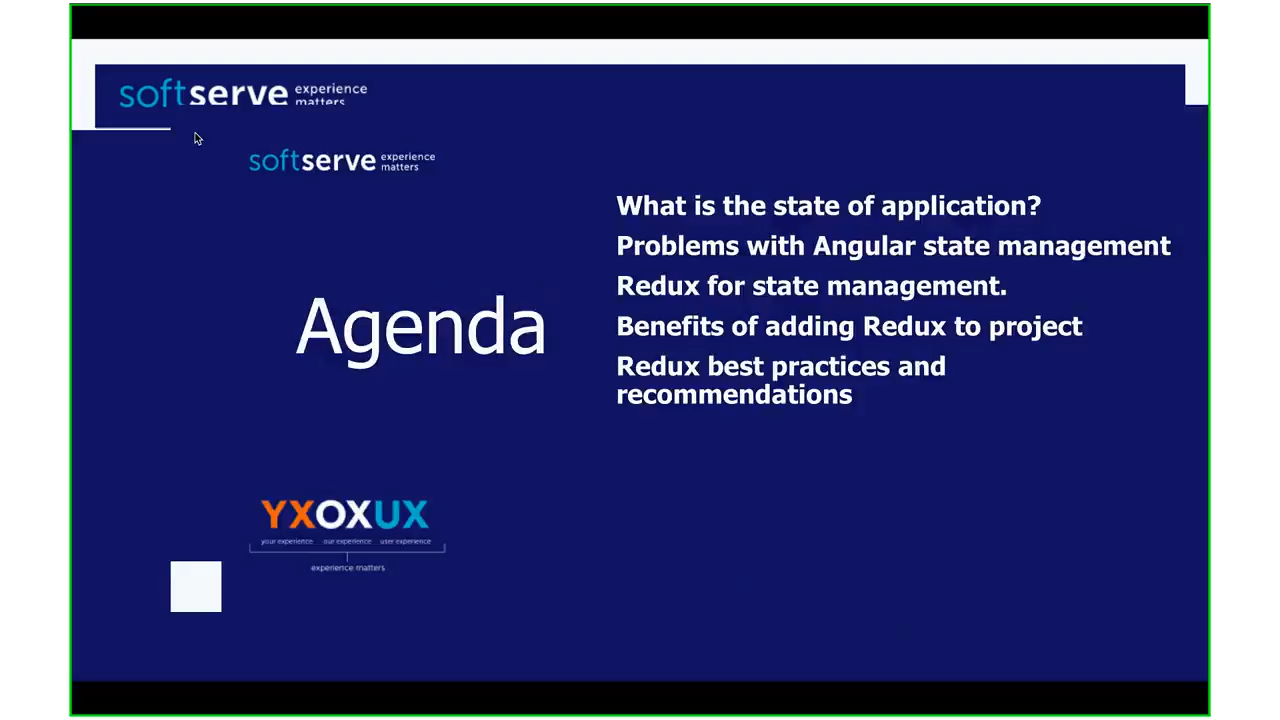 softserve experience matters
softserve experience matters
What is the state of application?
Problems with Angular state management
Redux for state management.
Agenda
Benefits of adding Redux to project
Redux best practices and
recommendations
YXOXUX
your experience our experience user experience
experience matters